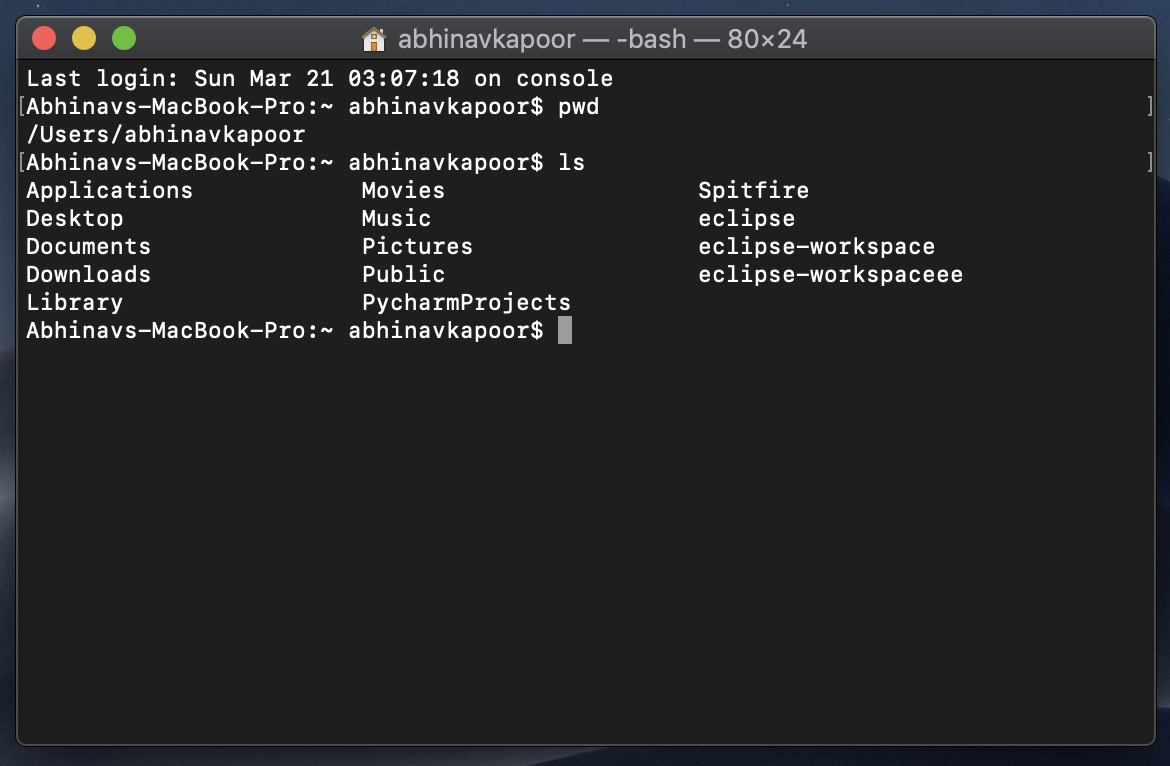 abhinavkapoor — -bash — 80×24
Last login: Sun Mar 21 03:07:18 on console
[Abhinavs-MacBook-Pro:~ abhinavkapoor$ pwd ]
/Users/abhinavkapoor
[Abhinavs-MacBook-Pro:~ abhinavkapoor$ ls ]
Applications Movies Spitfire
Desktop Music eclipse
Documents Pictures eclipse-workspace
Downloads Public eclipse-workspaceee
Library PycharmProjects
Abhinavs-MacBook-Pro:~ abhinavkapoor$